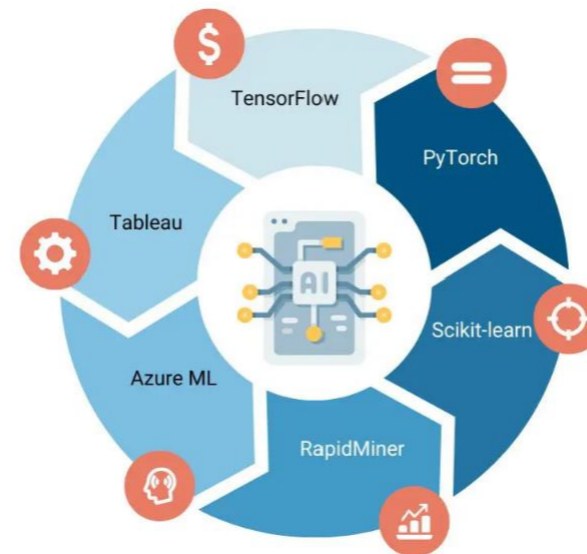 TensorFlow
PyTorch
Scikit-learn
RapidMiner
Azure ML
Tableau
AI
$